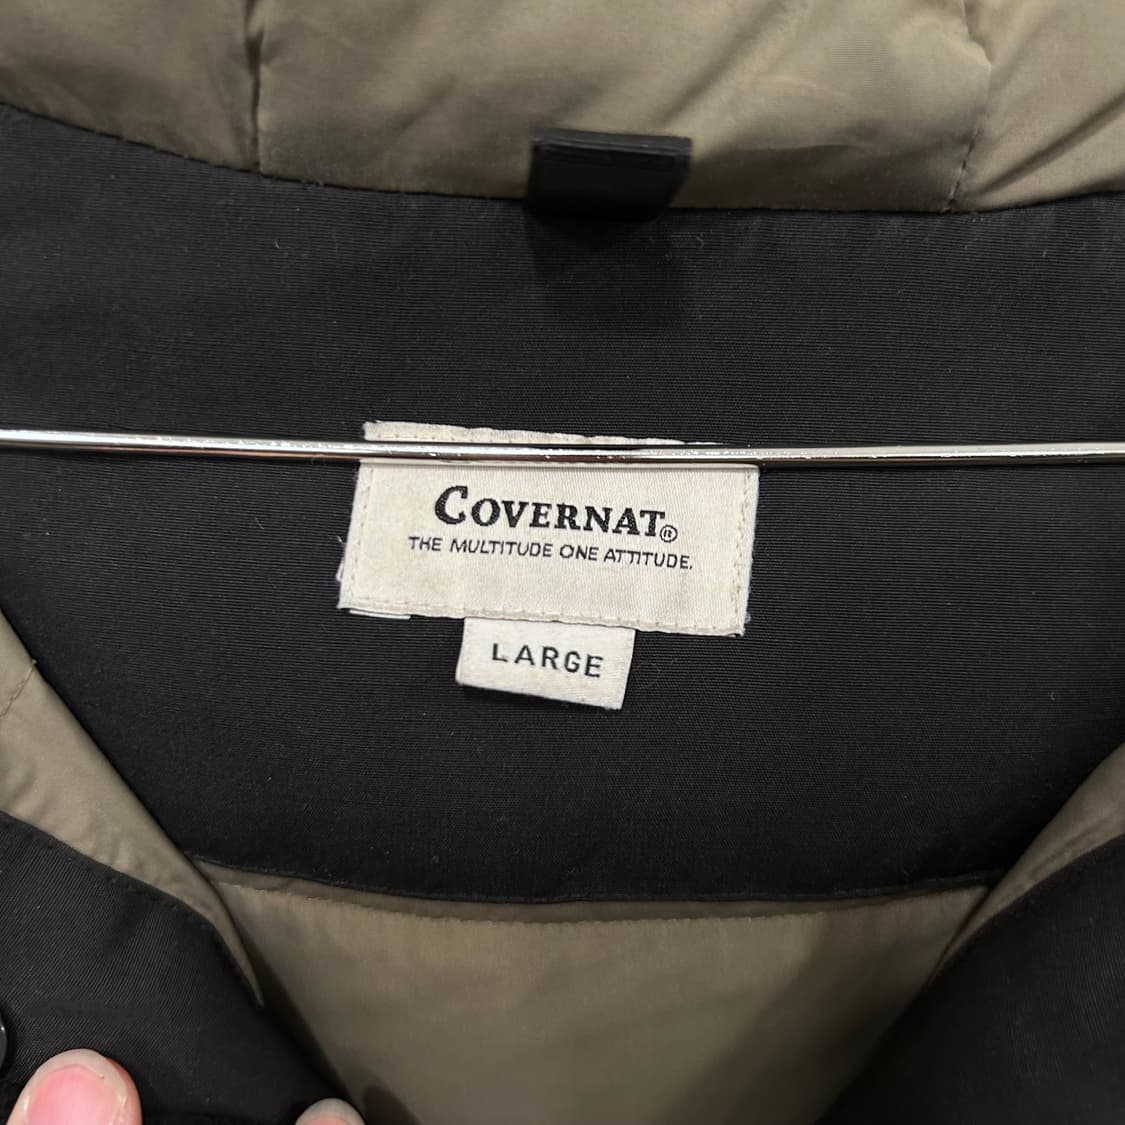 COVERNAT®
THE MULTITUDE ONE ATTITUDE.
LARGE